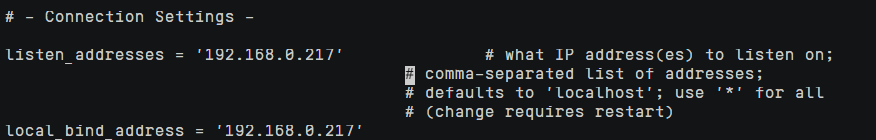 # - Connection Settings -
listen_addresses = '192.168.0.217' # what IP address(es) to listen on;
# comma-separated list of addresses;
# defaults to 'localhost'; use '*' for all
# (change requires restart)
local_bind_address = '192.168.0.217'